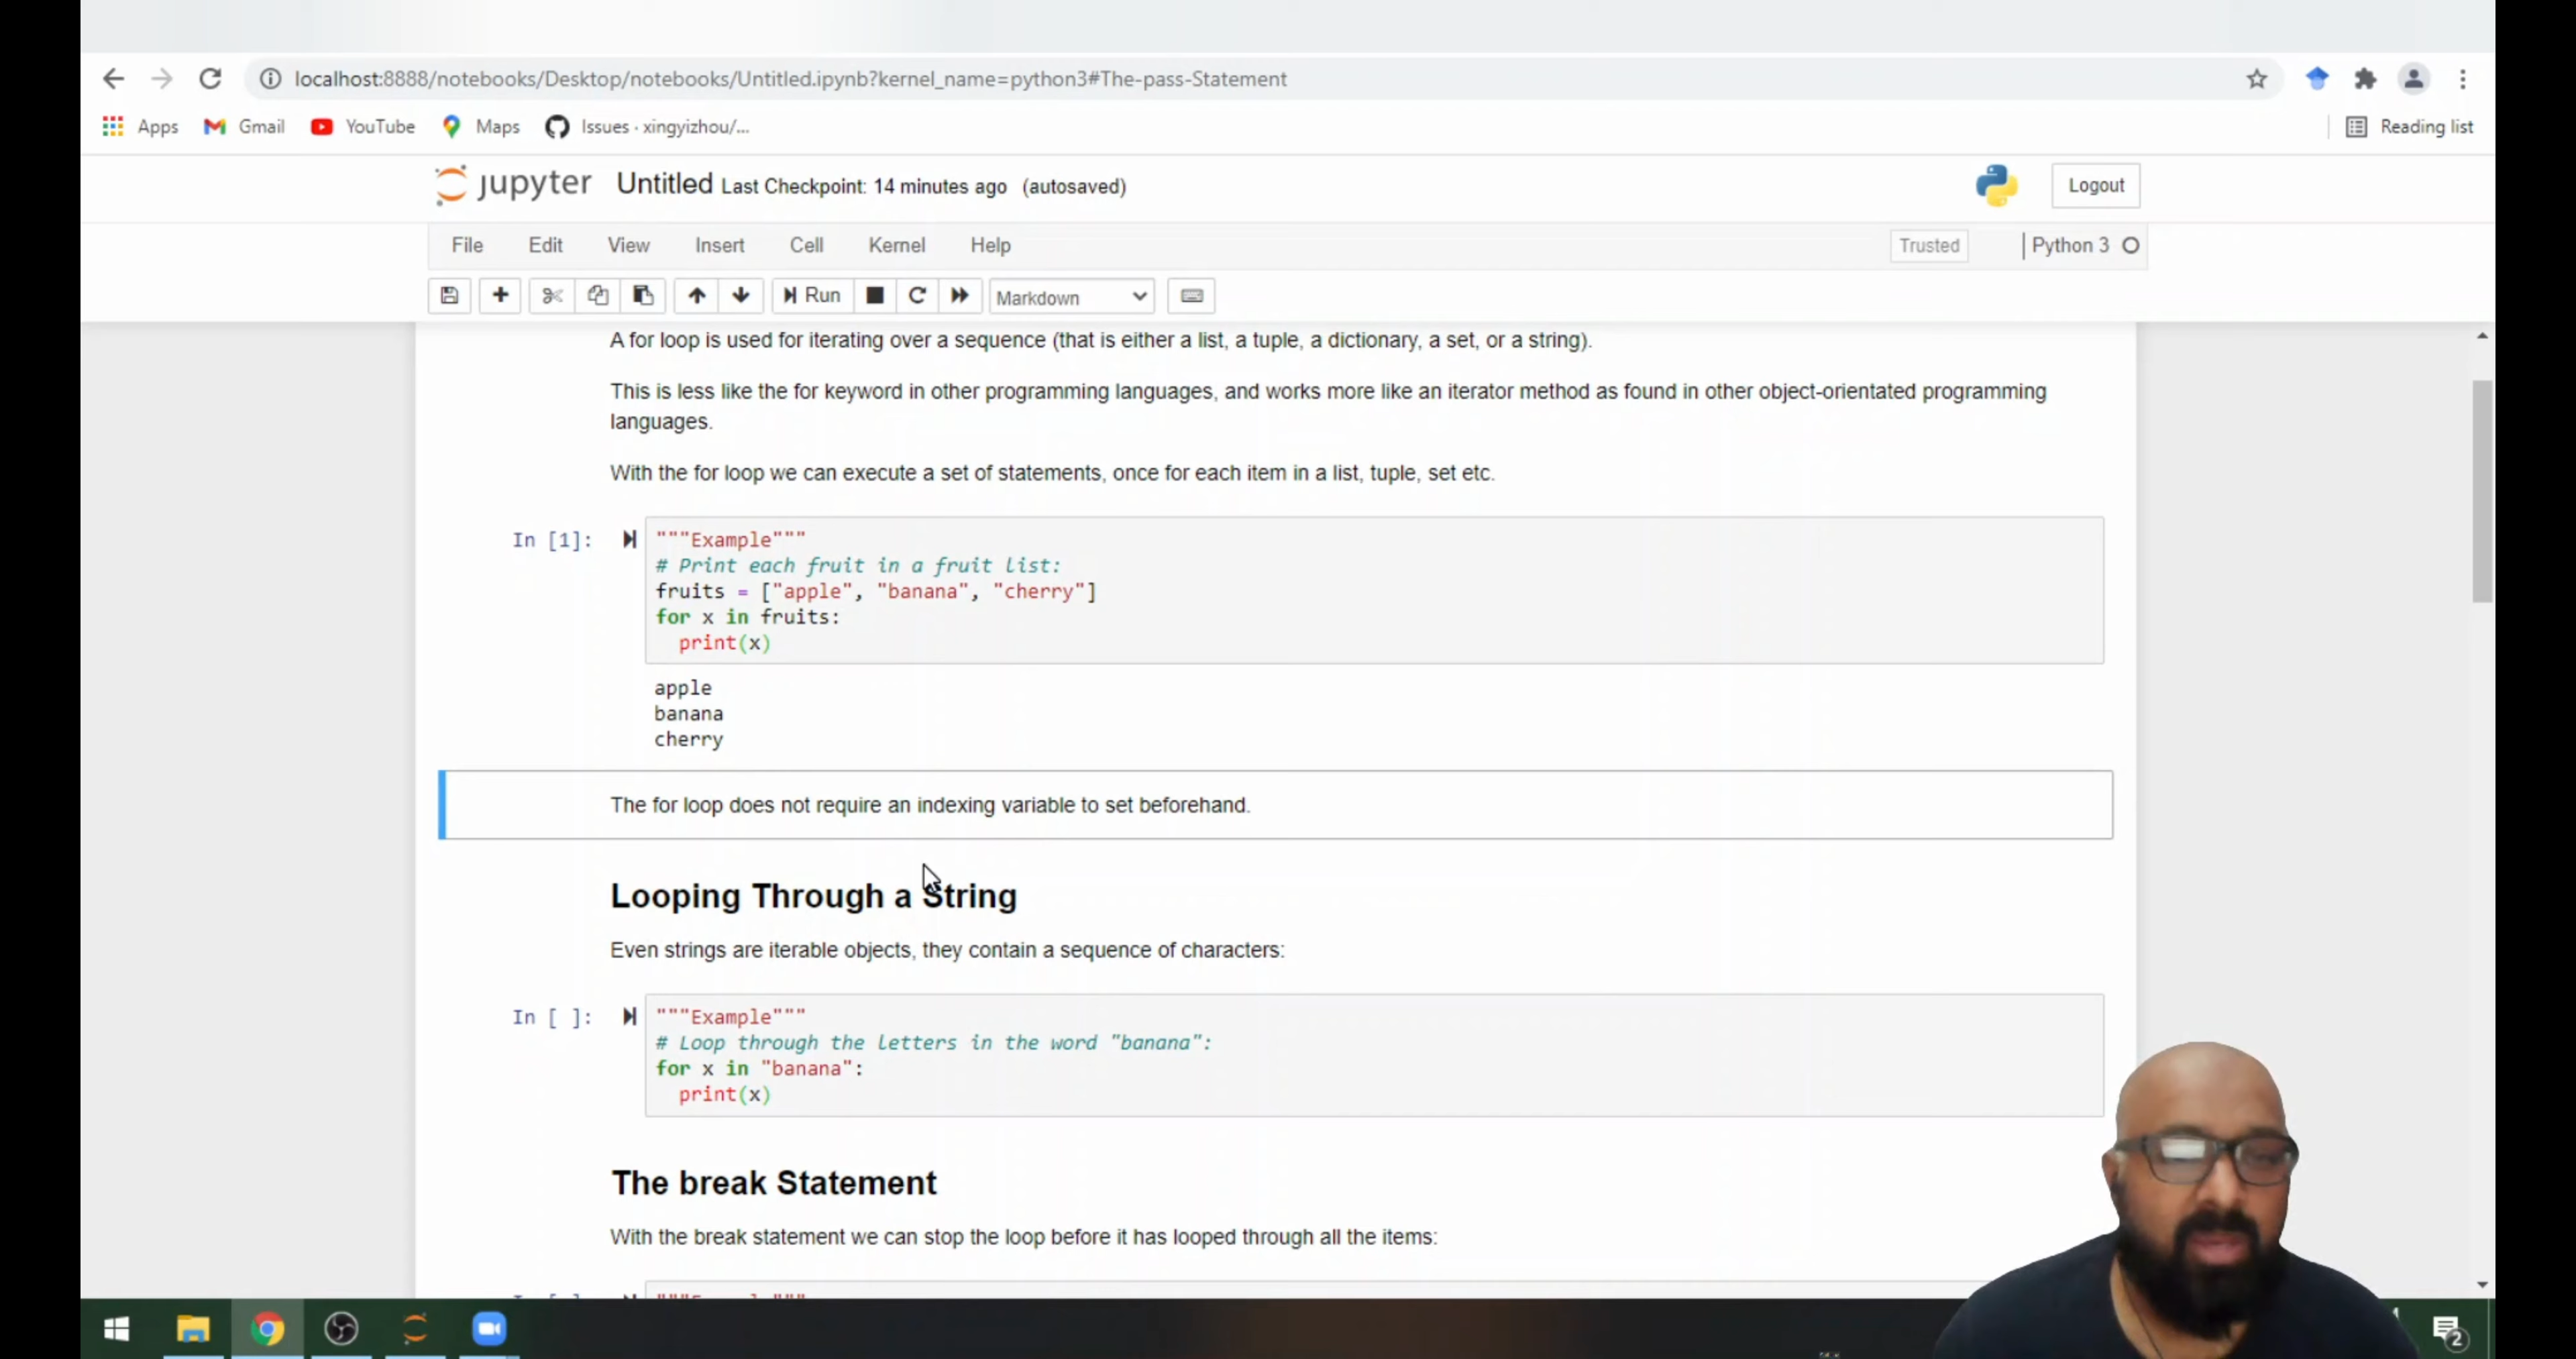 localhost:8888/notebooks/Desktop/notebooks/Untitled.ipynb?kernel_name=python3#The-pass-Statement
Apps Gmail YouTube Maps Issues · xingyizhou/... Reading list
jupyter Untitled Last Checkpoint: 14 minutes ago (autosaved) Logout
File Edit View Insert Cell Kernel Help Trusted Python 3
Run Markdown
A for loop is used for iterating over a sequence (that is either a list, a tuple, a dictionary, a set, or a string).
This is less like the for keyword in other programming languages, and works more like an iterator method as found in other object-orientated programming
languages.
With the for loop we can execute a set of statements, once for each item in a list, tuple, set etc.
In [1]: """Example"""
# Print each fruit in a fruit list:
fruits = ["apple", "banana", "cherry"]
for x in fruits:
print(x)
apple
banana
cherry
The for loop does not require an indexing variable to set beforehand.
Looping Through a String
Even strings are iterable objects, they contain a sequence of characters:
In [ ]: """Example"""
# Loop through the letters in the word "banana":
for x in "banana":
print(x)
The break Statement
With the break statement we can stop the loop before it has looped through all the items:
2